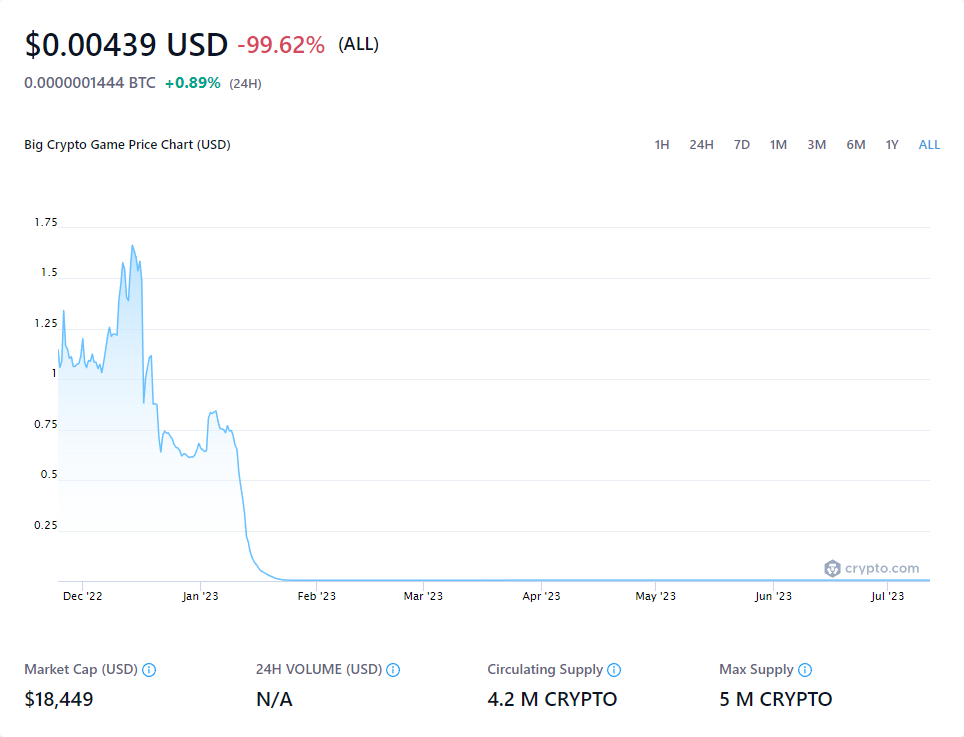 $0.00439 USD -99.62% (ALL)
0.0000001444 BTC +0.89% (24H)
Big Crypto Game Price Chart (USD) 1H 24H 7D 1M 3M 6M 1Y ALL
1.75
1.5
1.25
1
0.75
0.5
0.25
crypto.com
Dec '22 Jan '23 Feb '23 Mar '23 Apr '23 May '23 Jun '23 Jul '23
Market Cap (USD) 24H VOLUME (USD) Circulating Supply Max Supply
$18,449 N/A 4.2 M CRYPTO 5 M CRYPTO